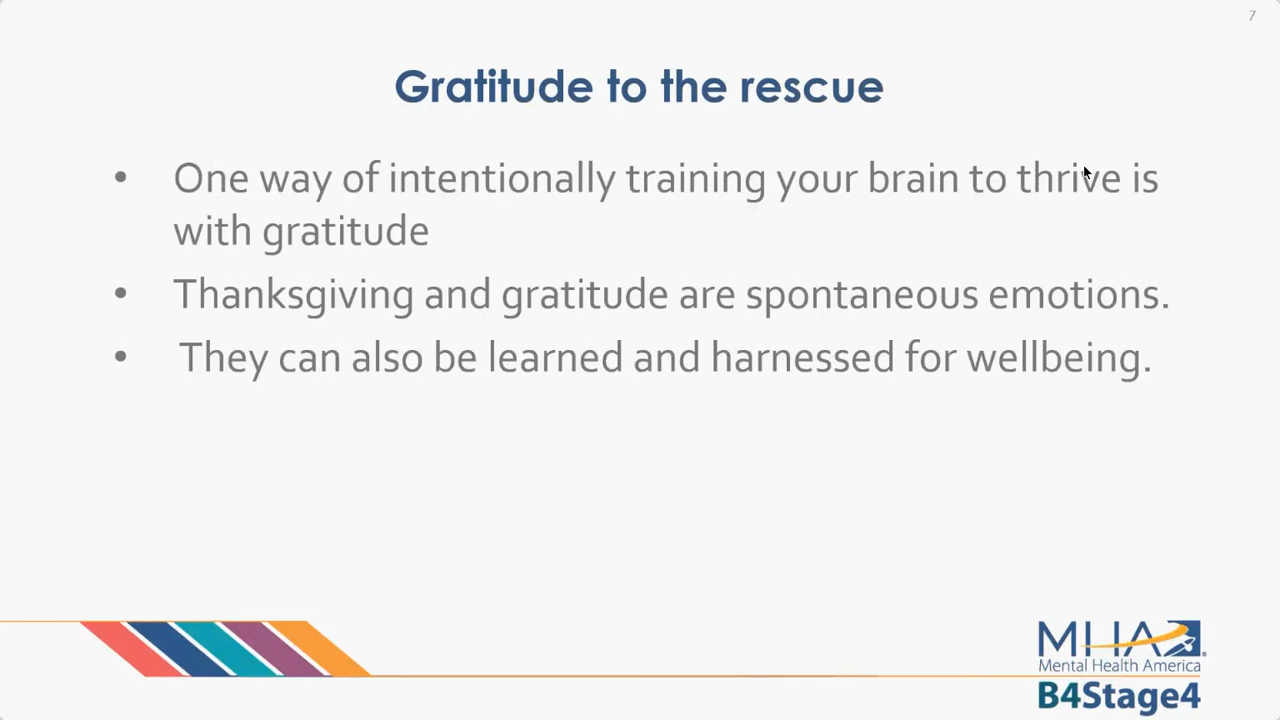 7
Gratitude to the rescue
• One way of intentionally training your brain to thrive is
with gratitude
• Thanksgiving and gratitude are spontaneous emotions.
• They can also be learned and harnessed for wellbeing.
MHA®
Mental Health America
B4Stage4